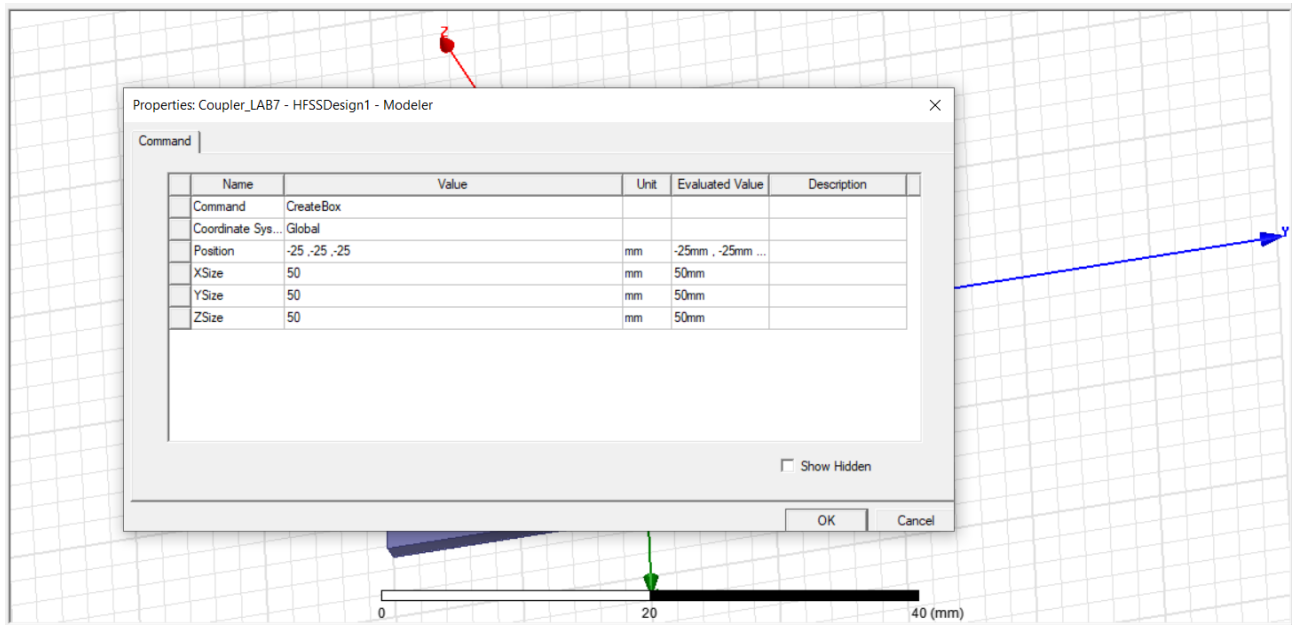 Z
Properties: Coupler_LAB7 - HFSSDesign1 - Modeler
Command
Name Value Unit Evaluated Value Description
Command CreateBox
Coordinate Sys... Global
Position -25 ,-25 ,-25 mm -25mm , -25mm ...
XSize 50 mm 50mm
YSize 50 mm 50mm
ZSize 50 mm 50mm
Y
Show Hidden
OK Cancel
0 20 40 (mm)